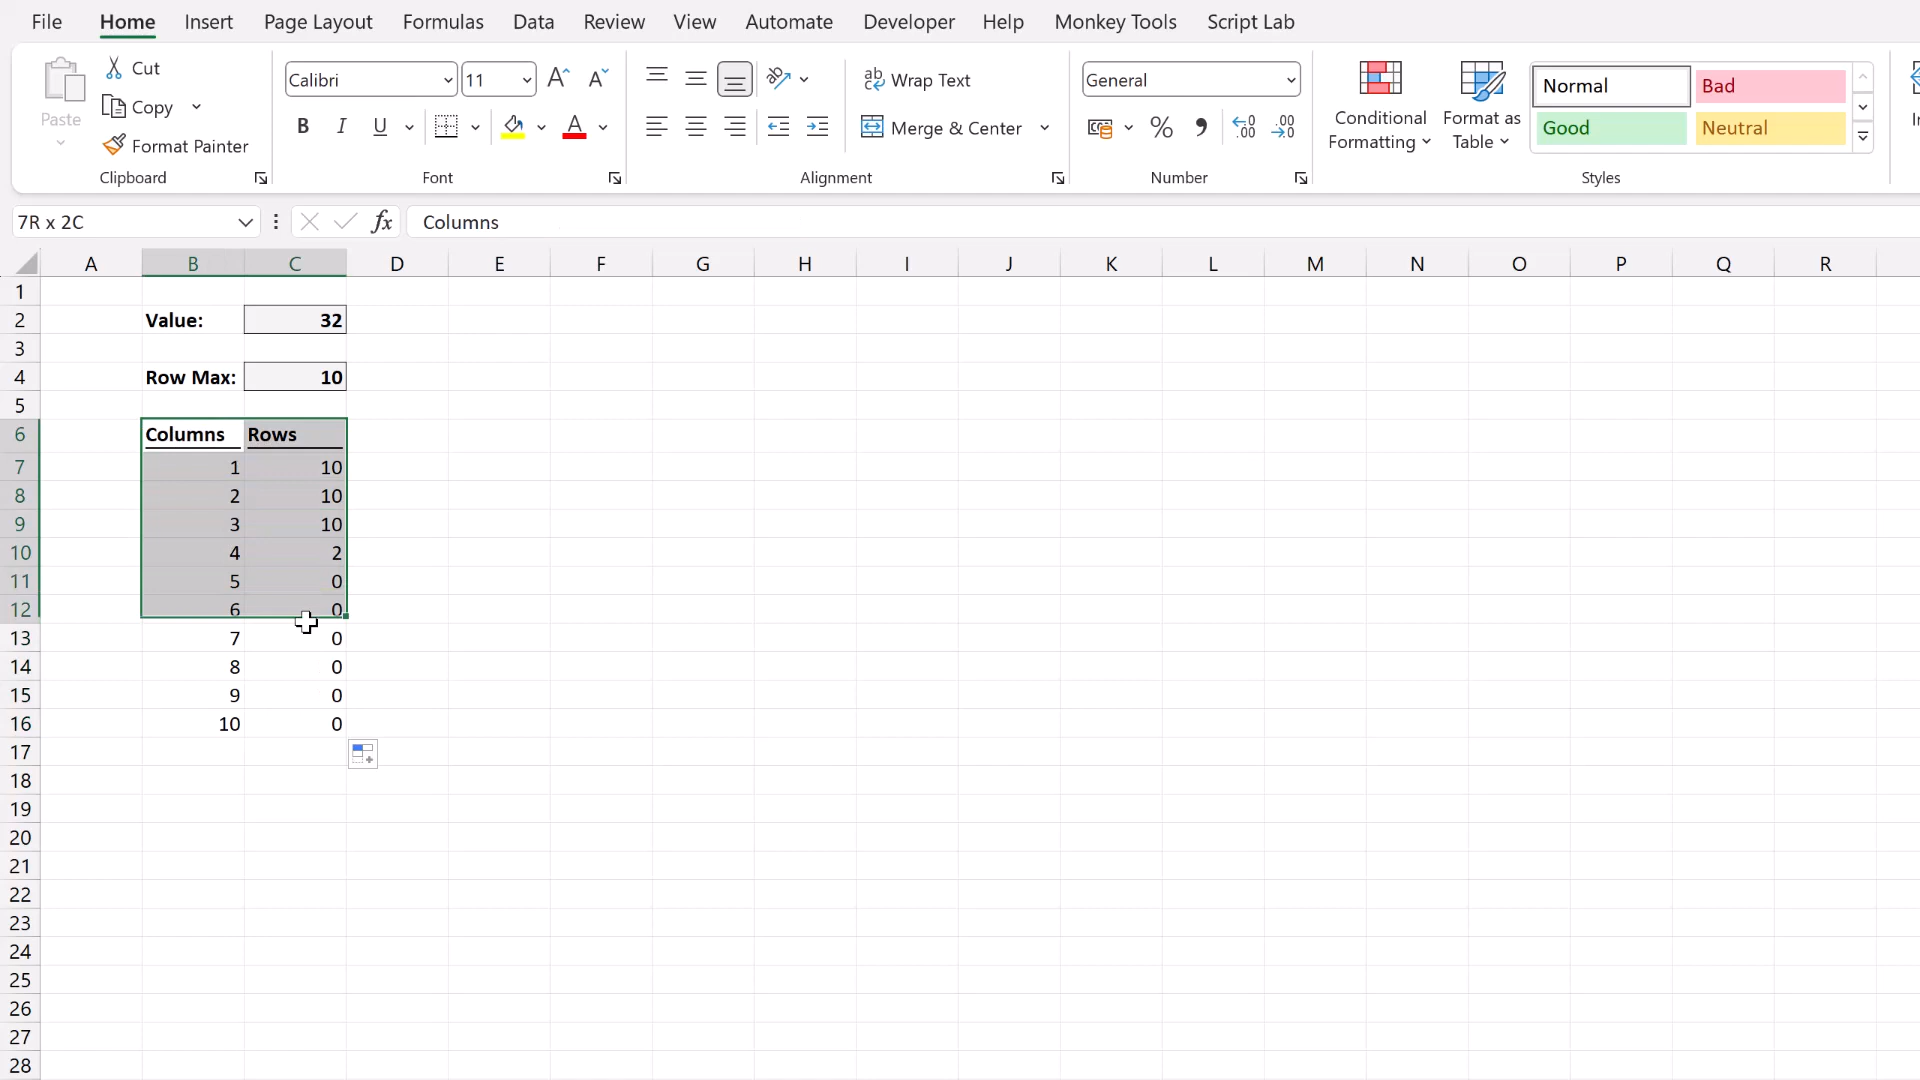 File Home Insert Page Layout Formulas Data Review View Automate Developer Help Monkey Tools Script Lab
Paste
Cut
Copy
Format Painter
Clipboard
Calibri 11
B I U
Font
ab Wrap Text
Merge & Center
Alignment
General
Number
Conditional Formatting
Format as Table
Normal Bad
Good Neutral
Styles
7R x 2C fx Columns
A B C D E F G H I J K L M N O P Q R
1
2 Value: 32
3
4 Row Max: 10
5
6 Columns Rows
7 1 10
8 2 10
9 3 10
10 4 2
11 5 0
12 6 0
13 7 0
14 8 0
15 9 0
16 10 0
17
18
19
20
21
22
23
24
25
26
27
28